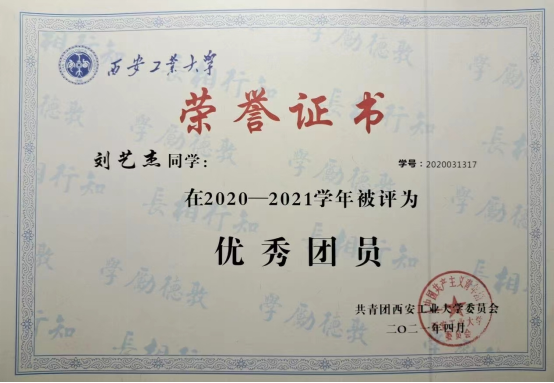 西安工业大学
荣誉证书
刘艺杰同学:
学号:2020031317
在2020—2021学年被评为
优秀团员
共青团西安工业大学委员会
二〇二一年四月